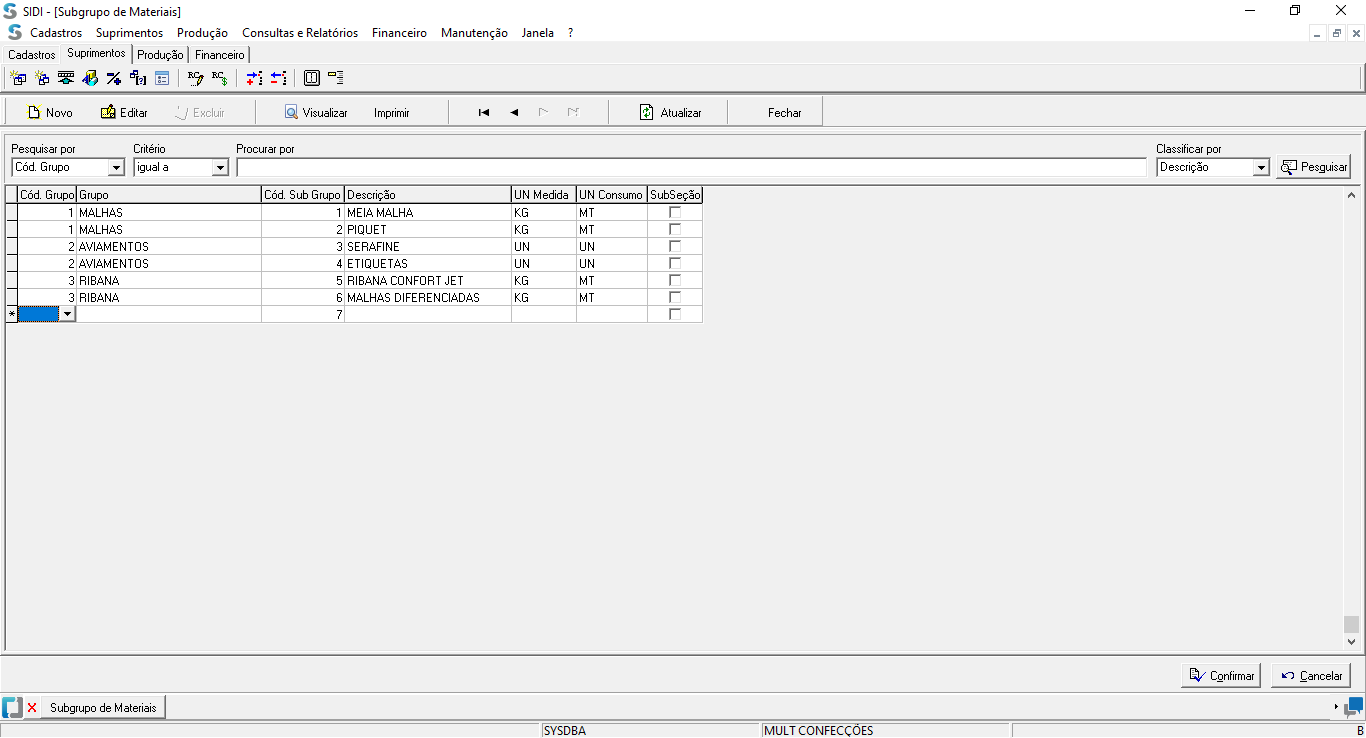 SIDI - [Subgrupo de Materiais]
Cadastros Suprimentos Produção Consultas e Relatórios Financeiro Manutenção Janela ?
Cadastros Suprimentos Produção Financeiro
Novo Editar Excluir Visualizar Imprimir Atualizar Fechar
Pesquisar por Critério Procurar por Classificar por
Cód. Grupo igual a Descrição Pesquisar
Cód. Grupo Grupo Cód. Sub Grupo Descrição UN Medida UN Consumo SubSeção
1 MALHAS 1 MEIA MALHA KG MT
1 MALHAS 2 PIQUET KG MT
2 AVIAMENTOS 3 SERAFINE UN UN
2 AVIAMENTOS 4 ETIQUETAS UN UN
3 RIBANA 5 RIBANA CONFORT JET KG MT
3 RIBANA 6 MALHAS DIFERENCIADAS KG MT
* 7
Confirmar Cancelar
Subgrupo de Materiais
SYSDBA MULT CONFECÇÕES B